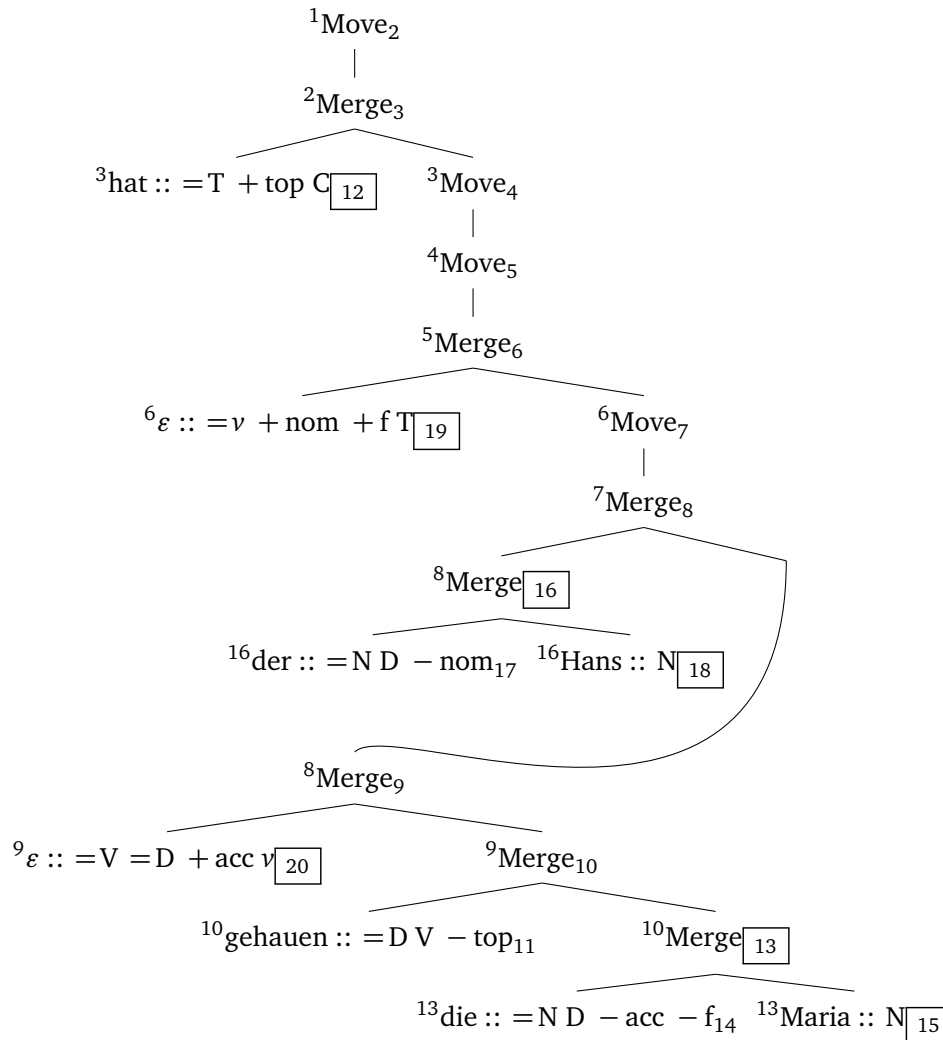 ¹Move₂
²Merge₃
³hat :: =T +top C 12
³Move₄
⁴Move₅
⁵Merge₆
⁶ε :: =v +nom +f T 19
⁶Move₇
⁷Merge₈
⁸Merge 16
¹⁶der :: =N D −nom₁₇ ¹⁶Hans :: N 18
⁸Merge₉
⁹ε :: =V =D +acc v 20
⁹Merge₁₀
¹⁰gehauen :: =D V −top₁₁
¹⁰Merge 13
¹³die :: =N D −acc −f₁₄ ¹³Maria :: N 15